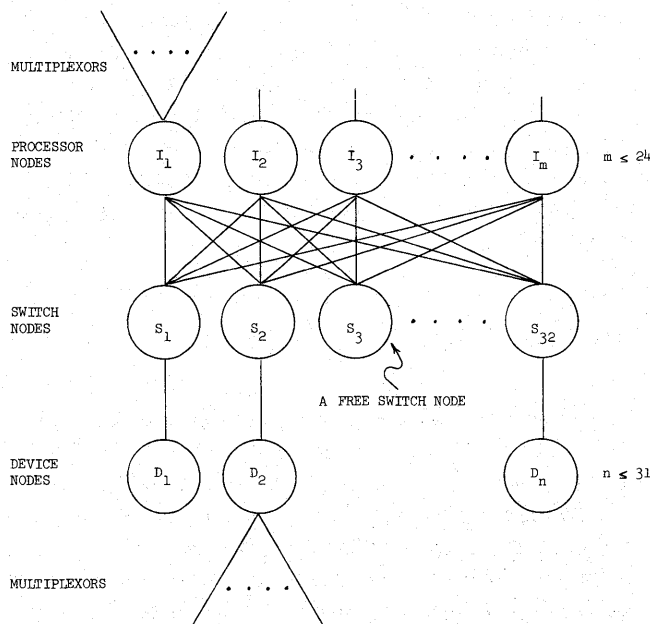 MULTIPLEXORS
PROCESSOR
NODES
I1 I2 I3 Im m ≤ 24
SWITCH
NODES
S1 S2 S3 S32
A FREE SWITCH NODE
DEVICE
NODES
D1 D2 Dn n ≤ 31
MULTIPLEXORS